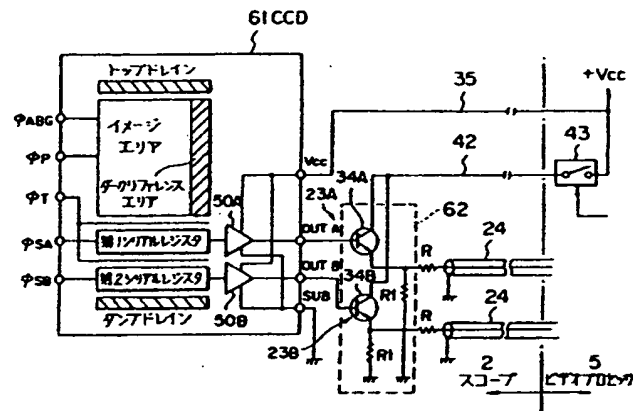 61 CCD
トップドレイン
φABG
イメージ
エリア
φP
ダークリファレンス
エリア
φT
φSA
第1シリアルレジスタ
φSB
第2シリアルレジスタ
ダンプドレイン
50A
50B
Vcc
OUT A
OUT B
SUB
23A
34A
34B
23B
62
35
42
+Vcc
43
R
24
R1
R
24
R1
2
スコープ
5
ビデオプロセッサ